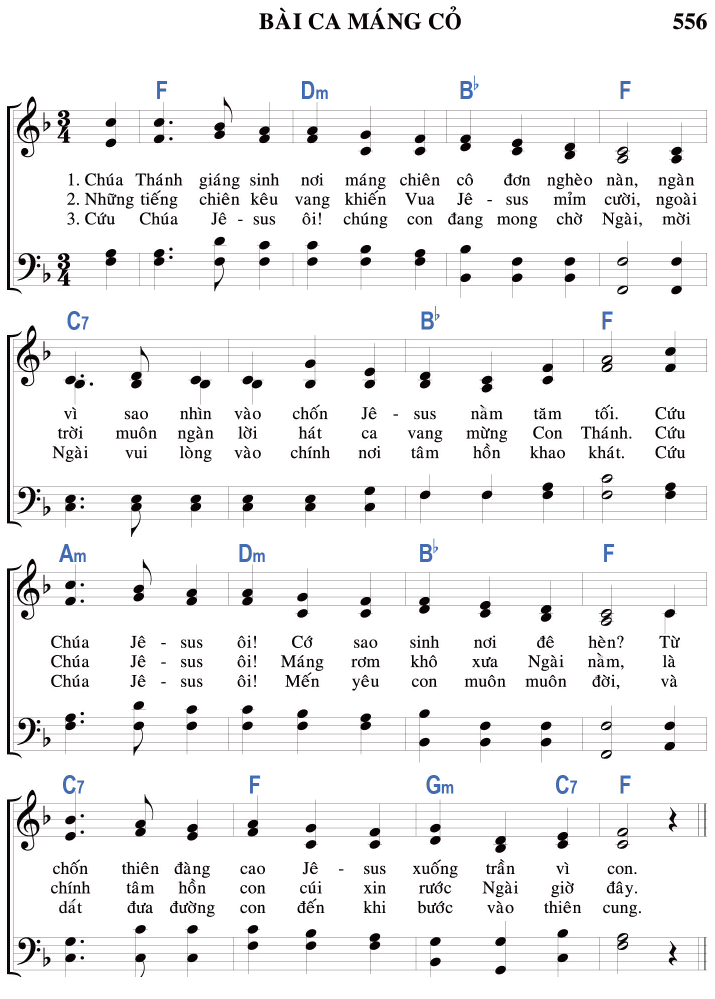 BÀI CA MÁNG CỎ 556
F Dm B♭ F
3 4
1. Chúa Thánh giáng sinh nơi máng chiên cô đơn nghèo nàn, ngàn
2. Những tiếng chiên kêu vang khiến Vua Jê - sus mỉm cười, ngoài
3. Cứu Chúa Jê - sus ôi! chúng con đang mong chờ Ngài, mời
3 4
C7 B♭ F
vì sao nhìn vào chốn Jê - sus nằm tăm tối. Cứu
trời muôn ngàn lời hát ca vang mừng Con Thánh. Cứu
Ngài vui lòng vào chính nơi tâm hồn khao khát. Cứu
Am Dm B♭ F
Chúa Jê - sus ôi! Cớ sao sinh nơi đê hèn? Từ
Chúa Jê - sus ôi! Máng rơm khô xưa Ngài nằm, là
Chúa Jê - sus ôi! Mến yêu con muôn muôn đời, và
C7 F Gm C7 F
chốn thiên đàng cao Jê - sus xuống trần vì con.
chính tâm hồn con cúi xin rước Ngài giờ đây.
dắt đưa đường con đến khi bước vào thiên cung.